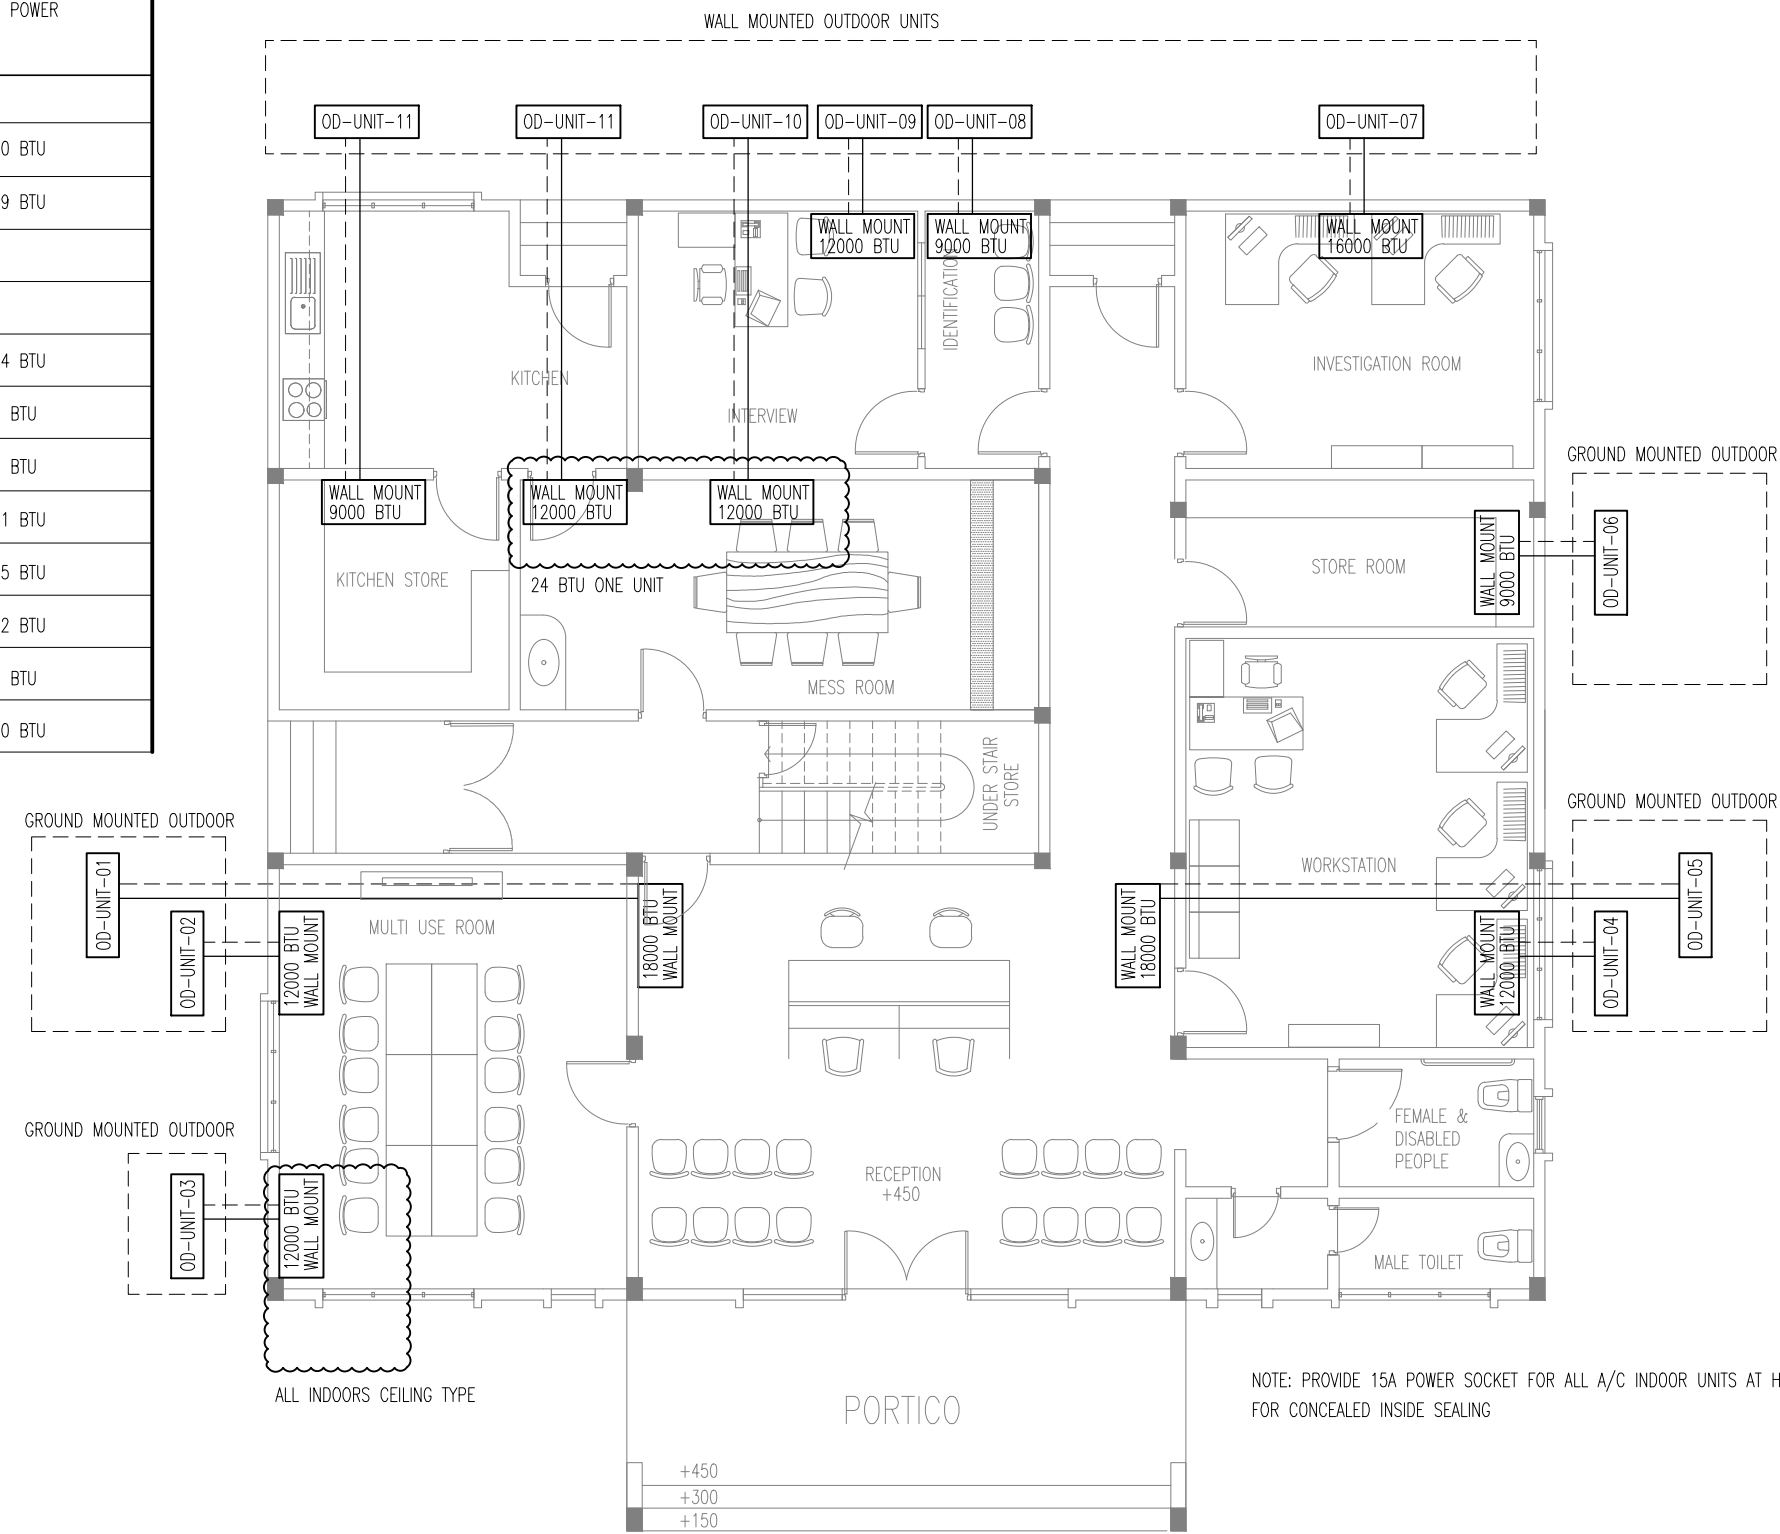 POWER
0 BTU
9 BTU
4 BTU
BTU
BTU
1 BTU
5 BTU
2 BTU
BTU
0 BTU
WALL MOUNTED OUTDOOR UNITS
OD-UNIT-11
OD-UNIT-11
OD-UNIT-10
OD-UNIT-09
OD-UNIT-08
OD-UNIT-07
WALL MOUNT
12000 BTU
WALL MOUNT
9000 BTU
WALL MOUNT
16000 BTU
IDENTIFICATION
INVESTIGATION ROOM
KITCHEN
INTERVIEW
GROUND MOUNTED OUTDOOR
WALL MOUNT
9000 BTU
WALL MOUNT
12000 BTU
WALL MOUNT
12000 BTU
WALL MOUNT
9000 BTU
OD-UNIT-06
STORE ROOM
KITCHEN STORE
24 BTU ONE UNIT
MESS ROOM
UNDER STAIR
STORE
GROUND MOUNTED OUTDOOR
GROUND MOUNTED OUTDOOR
OD-UNIT-01
OD-UNIT-02
12000 BTU
WALL MOUNT
MULTI USE ROOM
18000 BTU
WALL MOUNT
WALL MOUNT
18000 BTU
WORKSTATION
WALL MOUNT
12000 BTU
OD-UNIT-04
OD-UNIT-05
GROUND MOUNTED OUTDOOR
FEMALE &
DISABLED
PEOPLE
OD-UNIT-03
12000 BTU
WALL MOUNT
RECEPTION
+450
MALE TOILET
ALL INDOORS CEILING TYPE
NOTE: PROVIDE 15A POWER SOCKET FOR ALL A/C INDOOR UNITS AT H
FOR CONCEALED INSIDE SEALING
PORTICO
+450
+300
+150